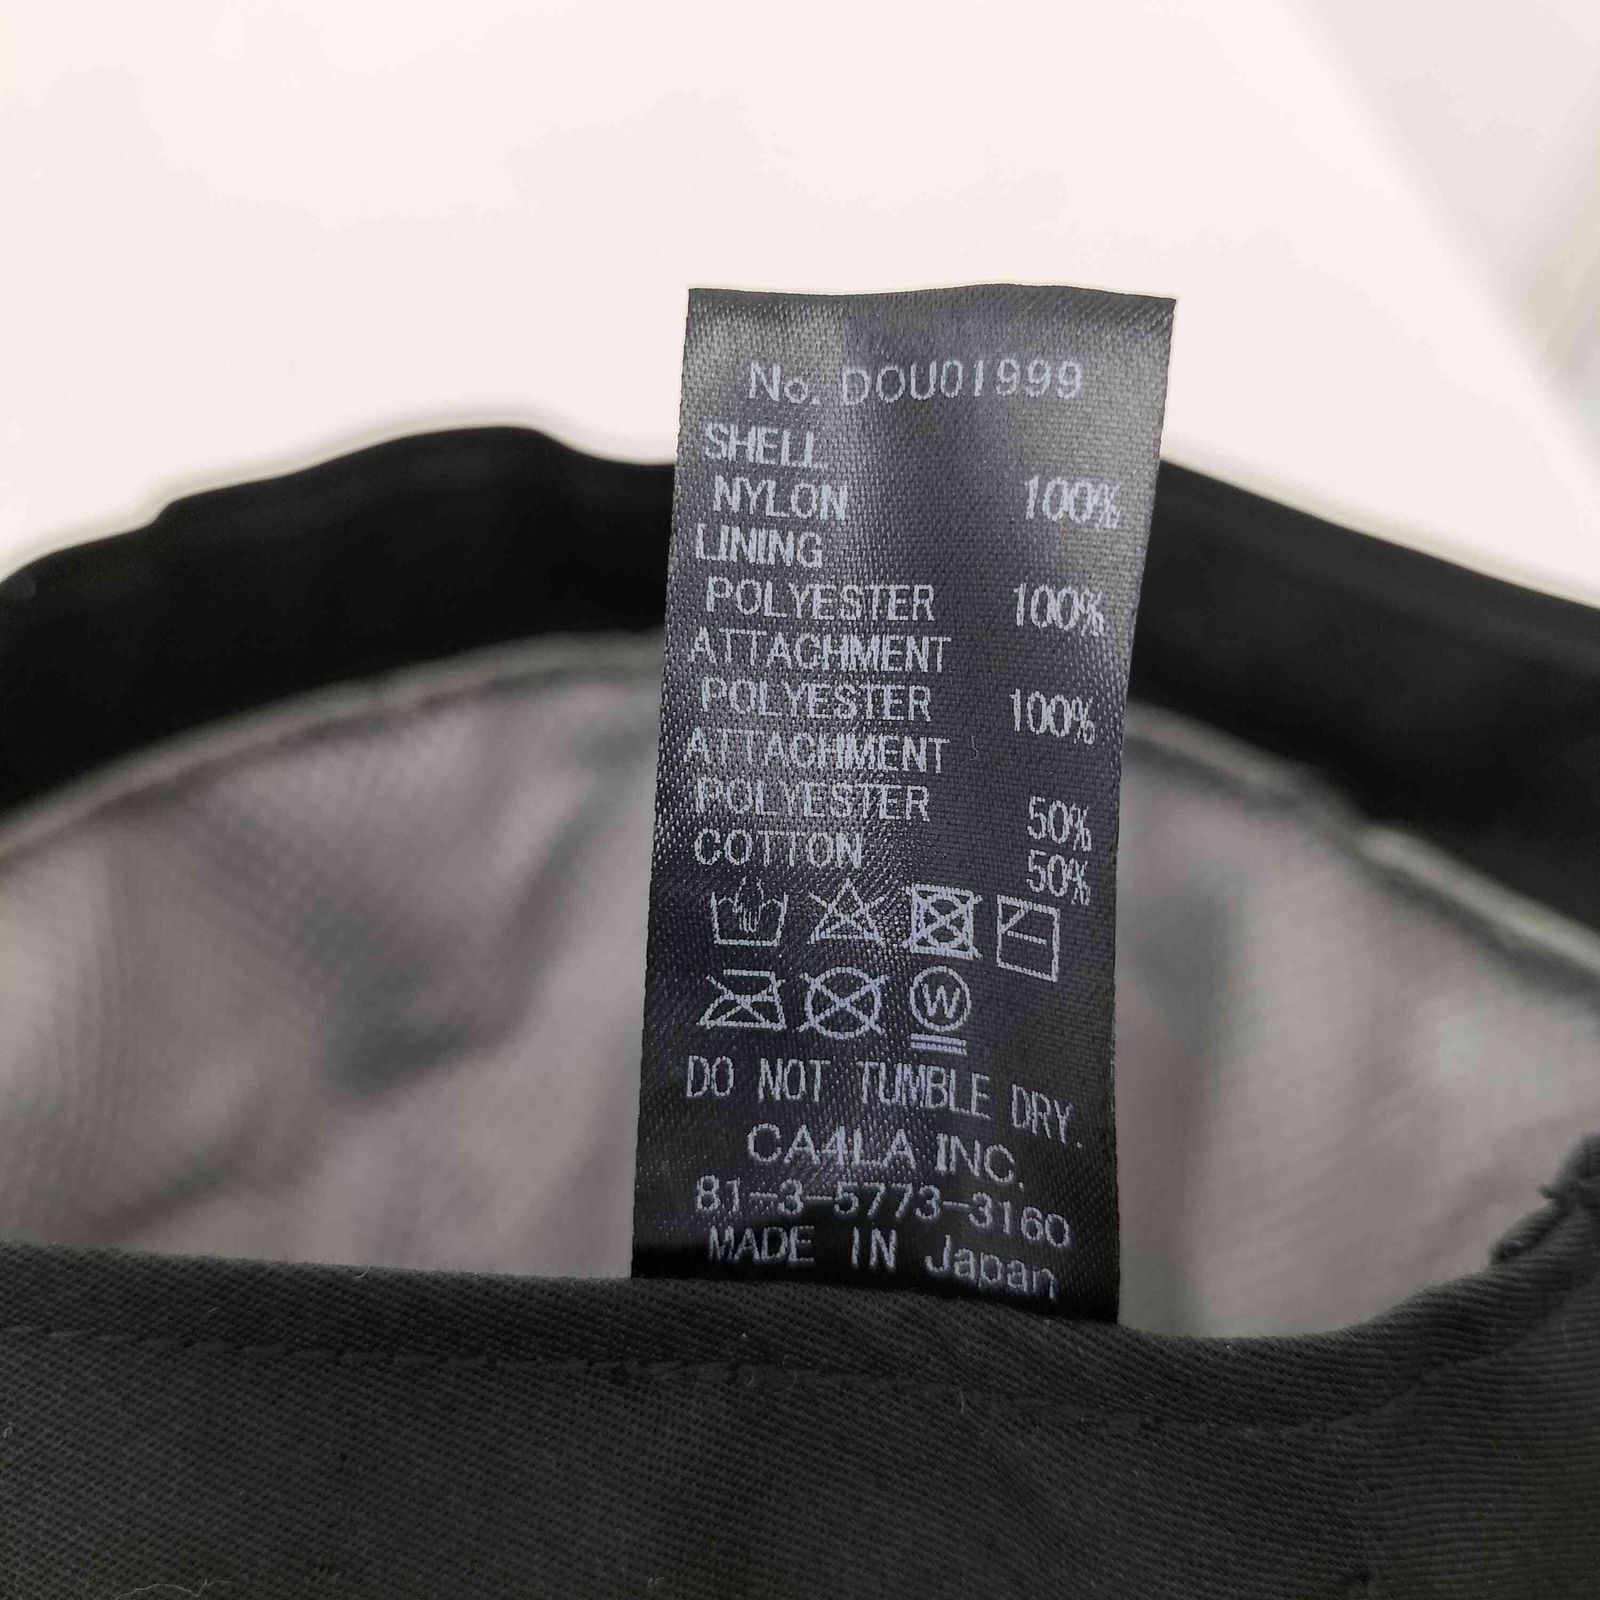 No. DOU01999
SHELL
NYLON 100%
LINING
POLYESTER 100%
ATTACHMENT
POLYESTER 100%
ATTACHMENT
POLYESTER 50%
COTTON 50%
W
DO NOT TUMBLE DRY.
CA4LA INC.
81-3-5773-3160
MADE IN Japan